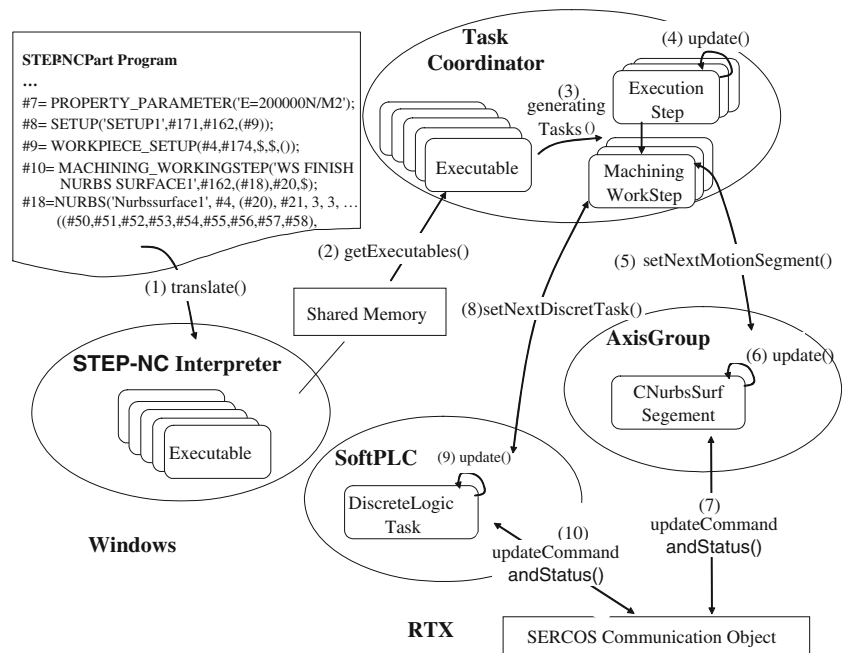 STEP-NCPart Program
...
#7= PROPERTY_PARAMETER('E=200000N/M2');
#8= SETUP('SETUP1',#171,#162,(#9));
#9= WORKPIECE_SETUP(#4,#174,$,$,());
#10= MACHINING_WORKINGSTEP('WS FINISH
NURBS SURFACE1',#162,(#18),#20,$);
#18=NURBS('Nurbssurface1', #4, (#20), #21, 3, 3, …
((#50,#51,#52,#53,#54,#55,#56,#57,#58),
Task
Coordinator
(4) update()
Execution
Step
(3)
generating
Tasks()
Executable
Machining
WorkStep
(2) getExecutables()
(1) translate()
Shared Memory
(5) setNextMotionSegment()
(8)setNextDiscretTask()
STEP-NC Interpreter
Executable
AxisGroup
(6) update()
CNurbsSurf
Segement
SoftPLC
(9) update()
DiscreteLogic
Task
(10)
updateCommand
andStatus()
(7)
updateCommand
andStatus()
Windows
RTX
SERCOS Communication Object